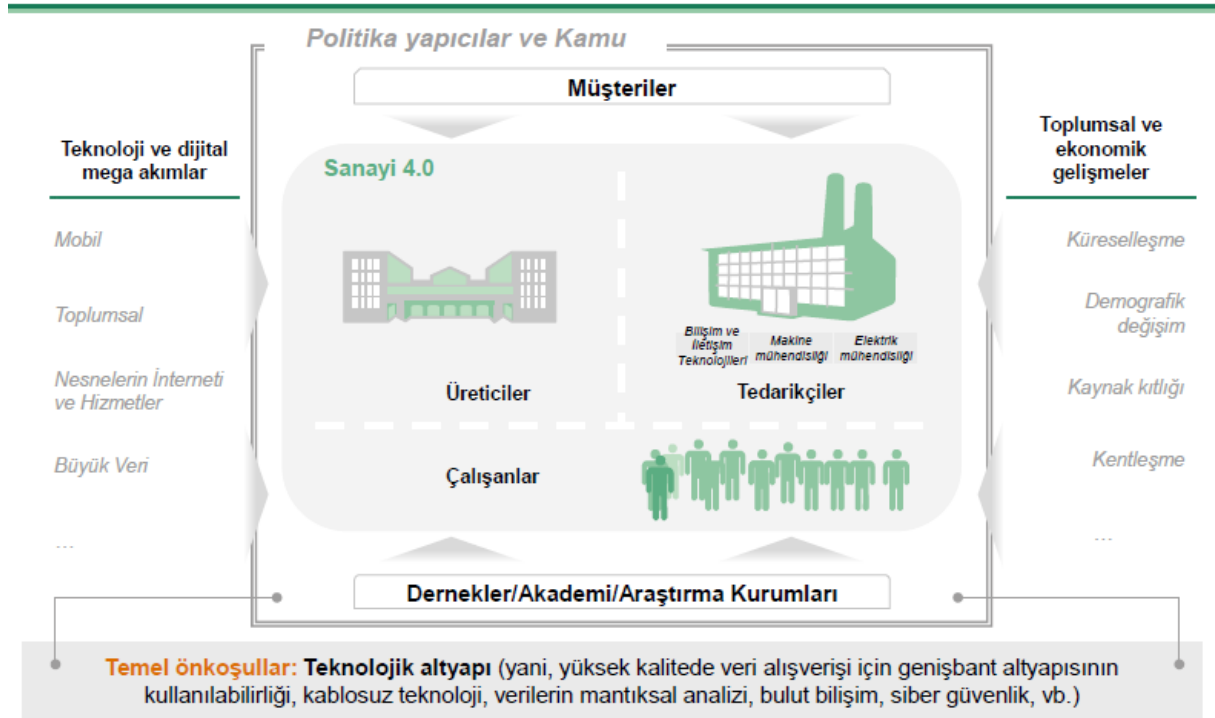 Politika yapıcılar ve Kamu
Müşteriler
Teknoloji ve dijital
mega akımlar
Mobil
Toplumsal
Nesnelerin İnterneti
ve Hizmetler
Büyük Veri
...
Sanayi 4.0
Üreticiler
Bilişim ve
İletişim
Teknolojileri
Makine
mühendisliği
Elektrik
mühendisliği
Tedarikçiler
Çalışanlar
Toplumsal ve
ekonomik
gelişmeler
Küreselleşme
Demografik
değişim
Kaynak kıtlığı
Kentleşme
...
Dernekler/Akademi/Araştırma Kurumları
Temel önkoşullar: Teknolojik altyapı (yani, yüksek kalitede veri alışverişi için genişbant altyapısının
kullanılabilirliği, kablosuz teknoloji, verilerin mantıksal analizi, bulut bilişim, siber güvenlik, vb.)